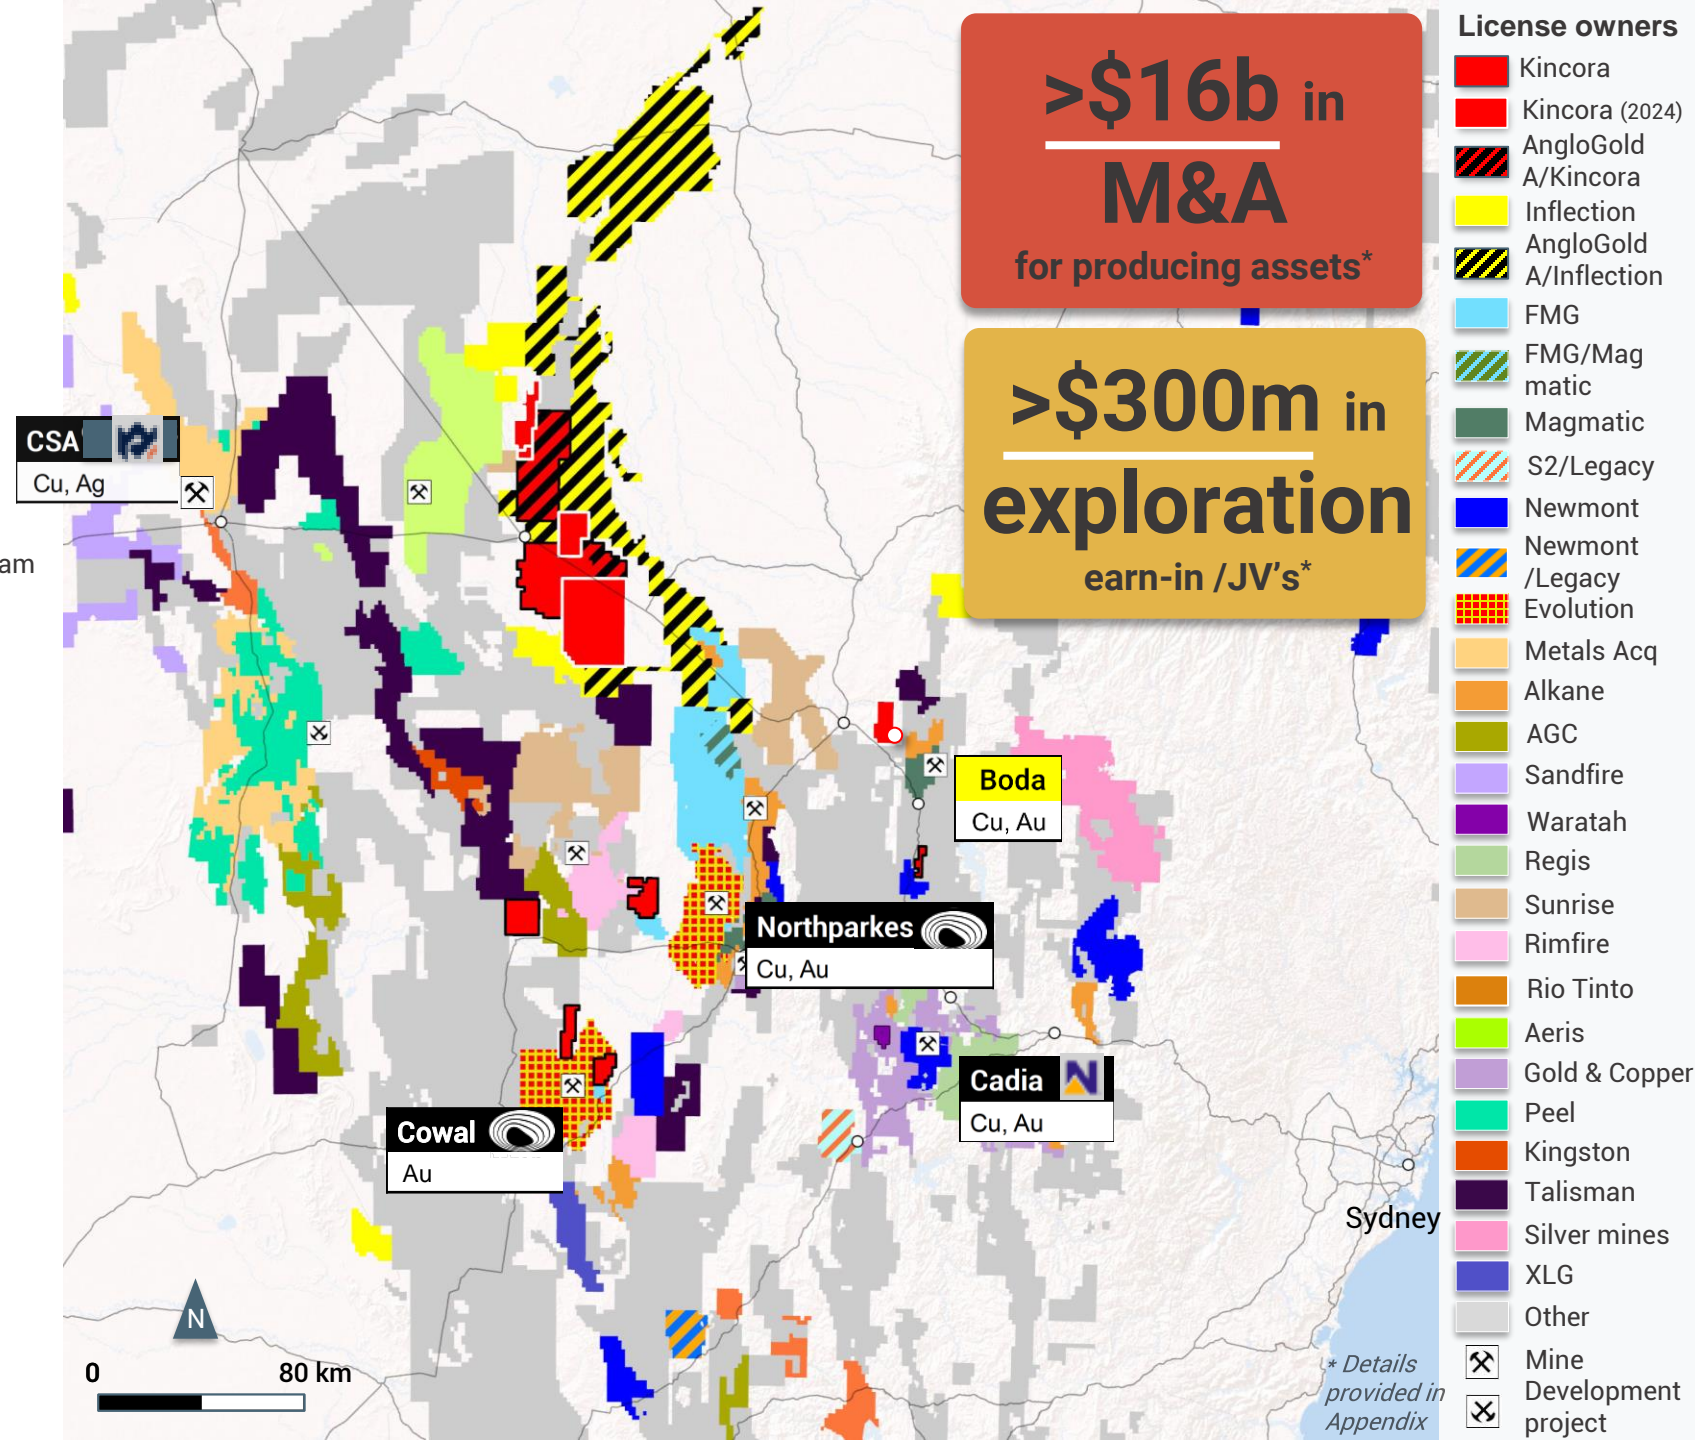 >$16b in
M&A
for producing assets*
>$300m in
exploration
earn-in /JV's*
CSA
Cu, Ag
am
Boda
Cu, Au
Northparkes
Cu, Au
Cadia
Cu, Au
Cowal
Au
Sydney
N
0
80 km
* Details
provided in
Appendix
License owners
Kincora
Kincora (2024)
AngloGold
A/Kincora
Inflection
AngloGold
A/Inflection
FMG
FMG/Mag
matic
Magmatic
S2/Legacy
Newmont
Newmont
/Legacy
Evolution
Metals Acq
Alkane
AGC
Sandfire
Waratah
Regis
Sunrise
Rimfire
Rio Tinto
Aeris
Gold & Copper
Peel
Kingston
Talisman
Silver mines
XLG
Other
Mine
Development
project